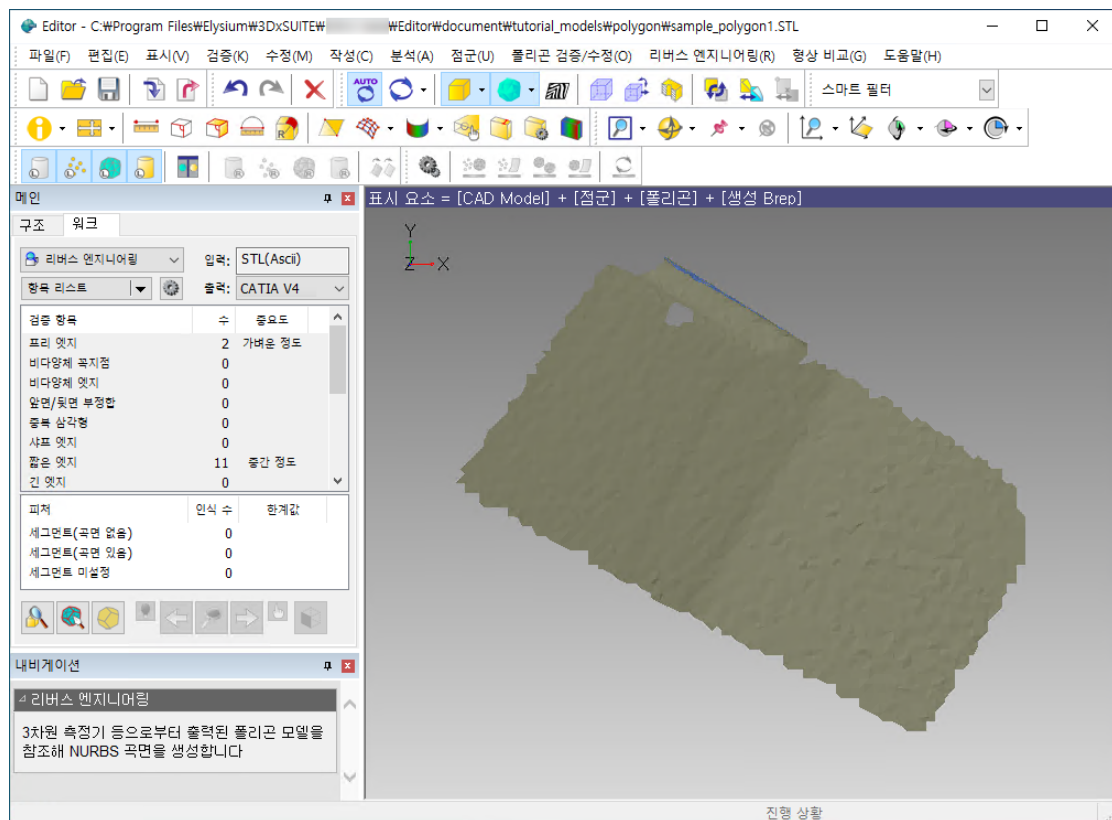 Editor - C:₩Program Files₩Elysium₩3DxSUITE₩ ₩Editor₩document₩tutorial_models₩polygon₩sample_polygon1.STL
파일(F) 편집(E) 표시(V) 검증(K) 수정(M) 작성(C) 분석(A) 점군(U) 폴리곤 검증/수정(O) 리버스 엔지니어링(R) 형상 비교(G) 도움말(H)
AUTO 스마트 필터
메인
표시 요소 = [CAD Model] + [점군] + [폴리곤] + [생성 Brep]
구조 워크
리버스 엔지니어링 입력: STL(Ascii)
항목 리스트 출력: CATIA V4
검증 항목 수 중요도
프리 엣지 2 가벼운 정도
비다양체 꼭지점 0
비다양체 엣지 0
앞면/뒷면 부정합 0
중복 삼각형 0
샤프 엣지 0
짧은 엣지 11 중간 정도
긴 엣지 0
피처 인식 수 한계값
세그먼트(곡면 없음) 0
세그먼트(곡면 있음) 0
세그먼트 미설정 0
내비게이션
리버스 엔지니어링
3차원 측정기 등으로부터 출력된 폴리곤 모델을
참조해 NURBS 곡면을 생성합니다
Y
Z X
진행 상황